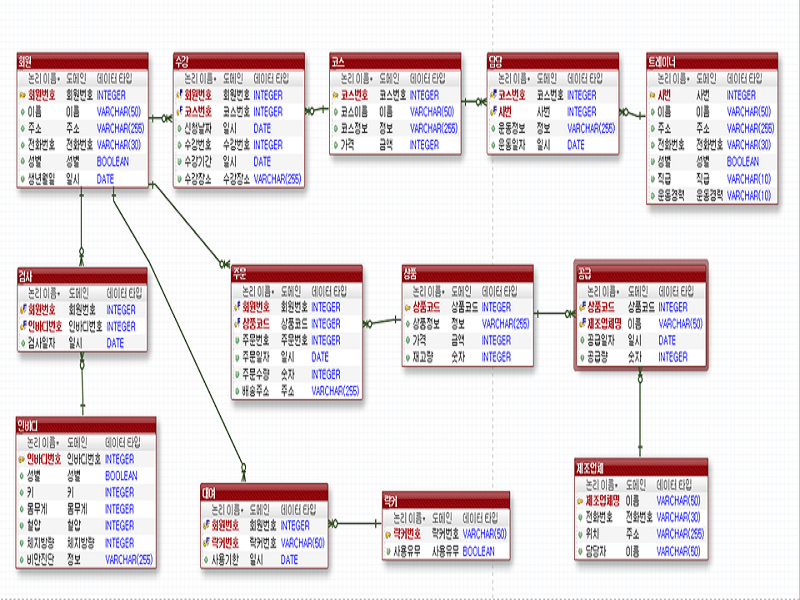 회원
논리 이름 도메인 데이터 타입
회원번호 회원번호 INTEGER
이름 이름 VARCHAR(50)
주소 주소 VARCHAR(255)
전화번호 전화번호 VARCHAR(30)
성별 성별 BOOLEAN
생년월일 일시 DATE
수강
논리 이름 도메인 데이터 타입
회원번호 회원번호 INTEGER
코스번호 코스번호 INTEGER
신청날짜 일시 DATE
수강번호 수강번호 INTEGER
수강기간 일시 DATE
수강장소 수강장소 VARCHAR(255)
코스
논리 이름 도메인 데이터 타입
코스번호 코스번호 INTEGER
코스이름 이름 VARCHAR(50)
코스정보 정보 VARCHAR(255)
가격 금액 INTEGER
담당
논리 이름 도메인 데이터 타입
코스번호 코스번호 INTEGER
사번 사번 INTEGER
운동정보 정보 VARCHAR(255)
운동일자 일시 DATE
트레이너
논리 이름 도메인 데이터 타입
사번 사번 INTEGER
이름 이름 VARCHAR(50)
주소 주소 VARCHAR(255)
전화번호 전화번호 VARCHAR(30)
성별 성별 BOOLEAN
직급 직급 VARCHAR(10)
운동경력 운동경력 VARCHAR(10)
검사
논리 이름 도메인 데이터 타입
회원번호 회원번호 INTEGER
인바디번호 인바디번호 INTEGER
검사일자 일시 DATE
주문
논리 이름 도메인 데이터 타입
회원번호 회원번호 INTEGER
상품코드 상품코드 INTEGER
주문번호 주문번호 INTEGER
주문일자 일시 DATE
주문수량 숫자 INTEGER
배송주소 주소 VARCHAR(255)
상품
논리 이름 도메인 데이터 타입
상품코드 상품코드 INTEGER
상품정보 정보 VARCHAR(255)
가격 금액 INTEGER
재고량 숫자 INTEGER
공급
논리 이름 도메인 데이터 타입
상품코드 상품코드 INTEGER
제조업체명 이름 VARCHAR(50)
공급일자 일시 DATE
공급량 숫자 INTEGER
인바디
논리 이름 도메인 데이터 타입
인바디번호 인바디번호 INTEGER
성별 성별 BOOLEAN
키 키 INTEGER
몸무게 몸무게 INTEGER
혈압 혈압 INTEGER
체지방량 체지방량 INTEGER
비만진단 정보 VARCHAR(255)
대여
논리 이름 도메인 데이터 타입
회원번호 회원번호 INTEGER
락커번호 락커번호 VARCHAR(50)
사용기한 일시 DATE
락커
논리 이름 도메인 데이터 타입
락커번호 락커번호 VARCHAR(50)
사용유무 사용유무 BOOLEAN
제조업체
논리 이름 도메인 데이터 타입
제조업체명 이름 VARCHAR(50)
전화번호 전화번호 VARCHAR(30)
위치 주소 VARCHAR(255)
담당자 이름 VARCHAR(50)